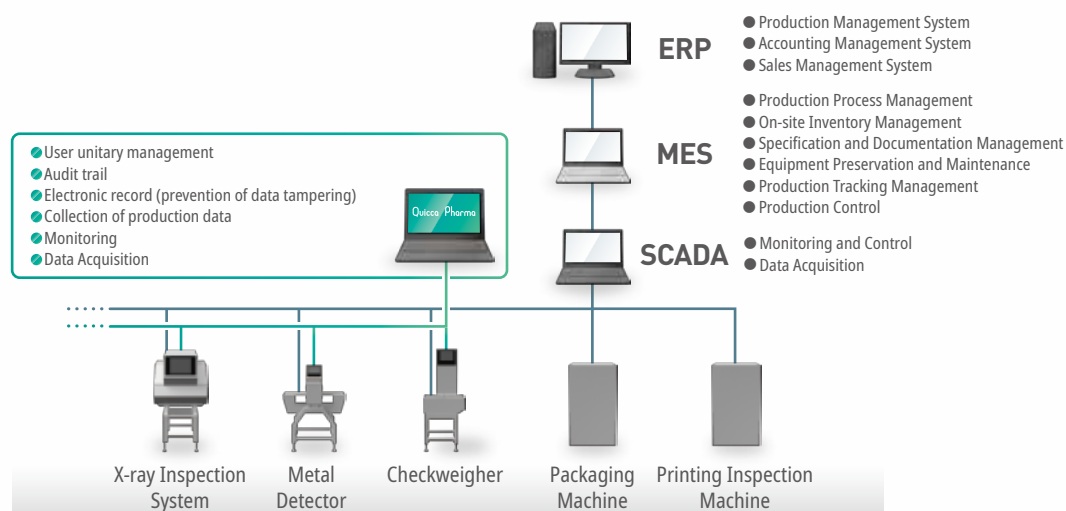 ERP
Production Management System
Accounting Management System
Sales Management System
MES
Production Process Management
On-site Inventory Management
Specification and Documentation Management
Equipment Preservation and Maintenance
Production Tracking Management
Production Control
User unitary management
Audit trail
Electronic record (prevention of data tampering)
Collection of production data
Monitoring
Data Acquisition
Quicca Pharma
SCADA
Monitoring and Control
Data Acquisition
X-ray Inspection
System
Metal
Detector
Checkweigher
Packaging
Machine
Printing Inspection
Machine